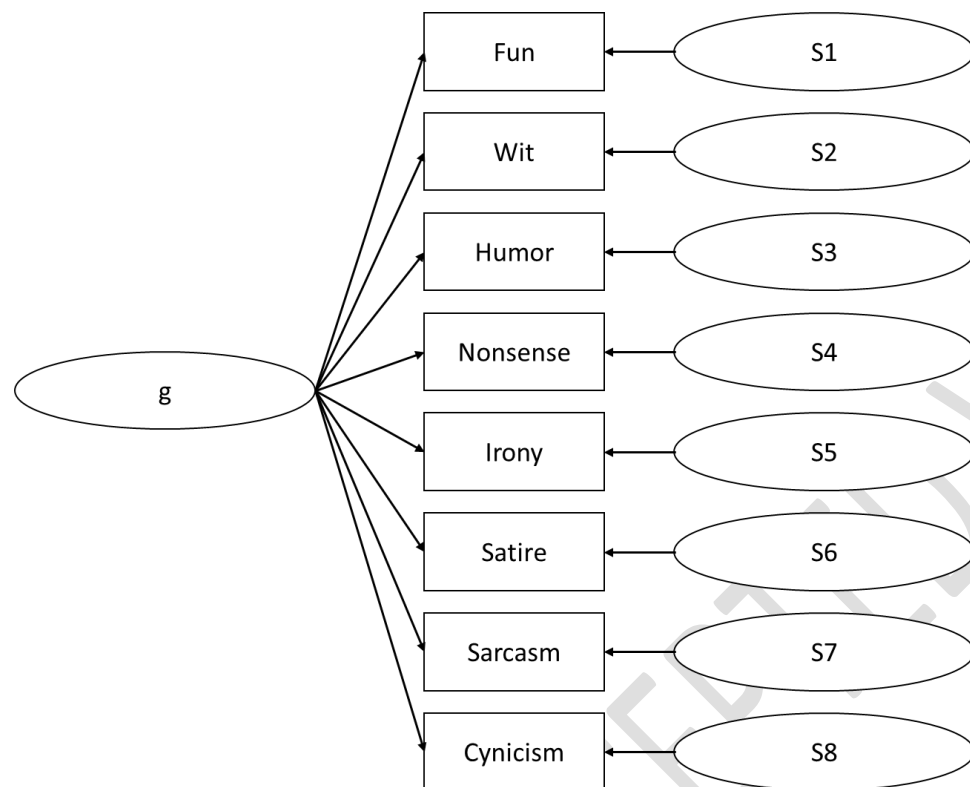 Fun
S1
Wit
S2
Humor
S3
Nonsense
S4
g
Irony
S5
Satire
S6
Sarcasm
S7
Cynicism
S8